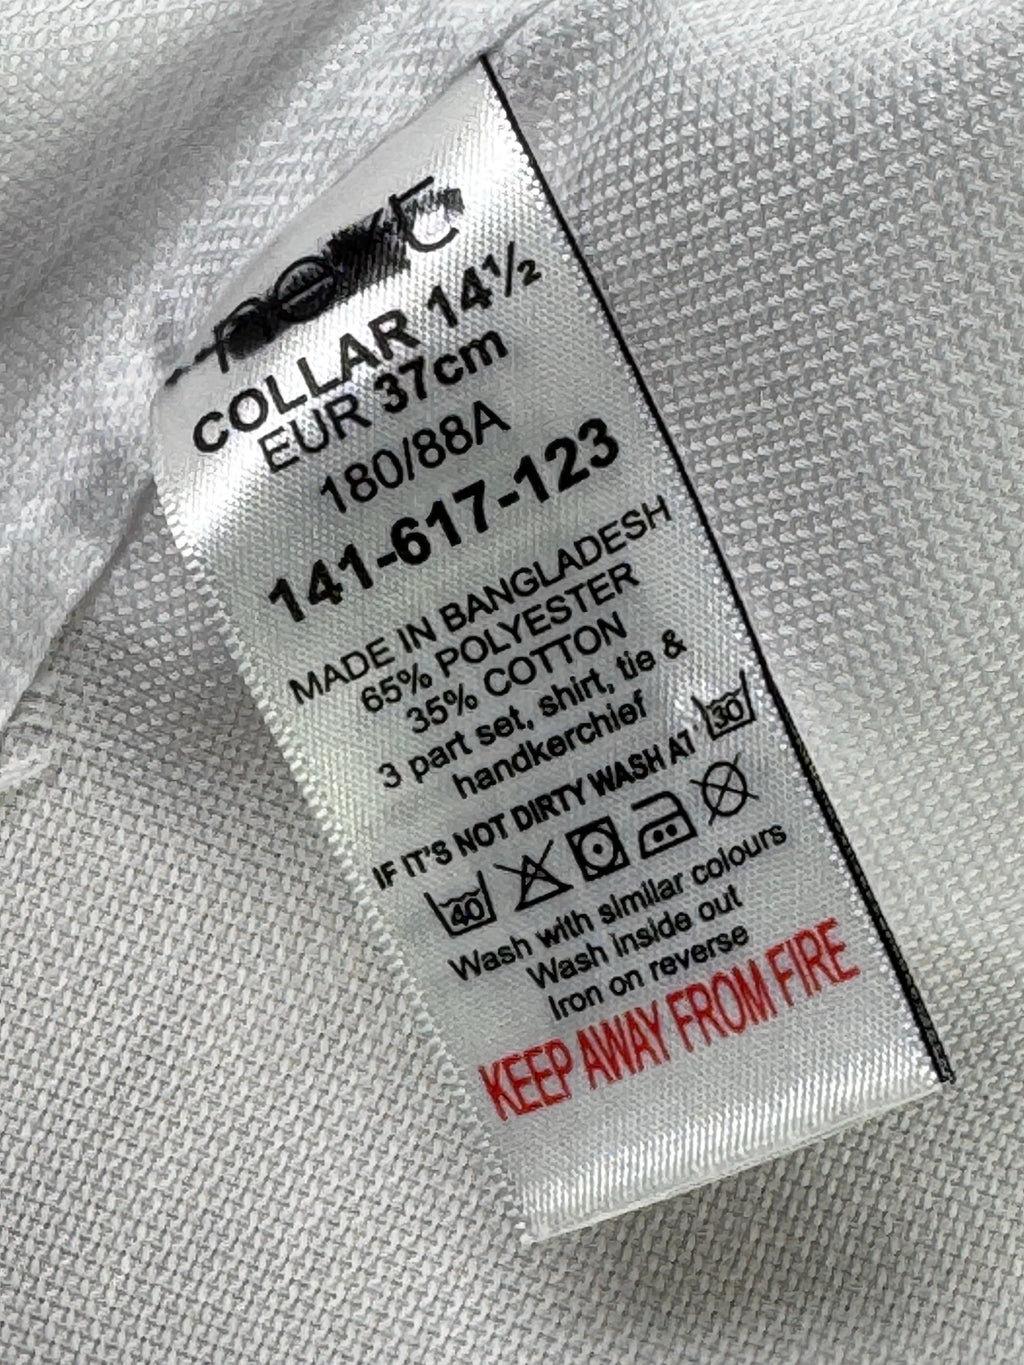 next
COLLAR 14½
EUR 37cm
180/88A
141-617-123
MADE IN BANGLADESH
65% POLYESTER
35% COTTON
3 part set, shirt, tie &
handkerchief
IF IT'S NOT DIRTY WASH AT 30
40
Wash with similar colours
Wash inside out
Iron on reverse
KEEP AWAY FROM FIRE